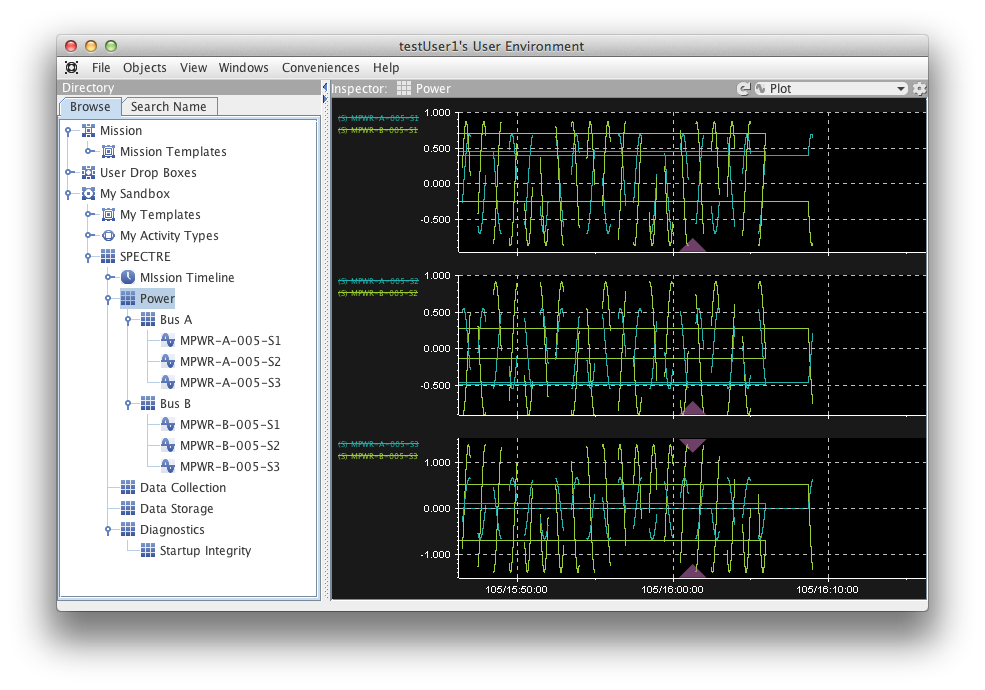 testUser1's User Environment
File Objects View Windows Conveniences Help
Directory
Browse Search Name
Mission
Mission Templates
User Drop Boxes
My Sandbox
My Templates
My Activity Types
SPECTRE
MIssion Timeline
Power
Bus A
MPWR-A-005-S1
MPWR-A-005-S2
MPWR-A-005-S3
Bus B
MPWR-B-005-S1
MPWR-B-005-S2
MPWR-B-005-S3
Data Collection
Data Storage
Diagnostics
Startup Integrity
Inspector: Power Plot
(S) MPWR-A-005-S1
(S) MPWR-B-005-S1
1.000
0.500
0.000
-0.500
(S) MPWR-A-005-S2
(S) MPWR-B-005-S2
1.000
0.500
0.000
-0.500
(S) MPWR-A-005-S3
(S) MPWR-B-005-S3
1.000
0.000
-1.000
105/15:50:00 105/16:00:00 105/16:10:00